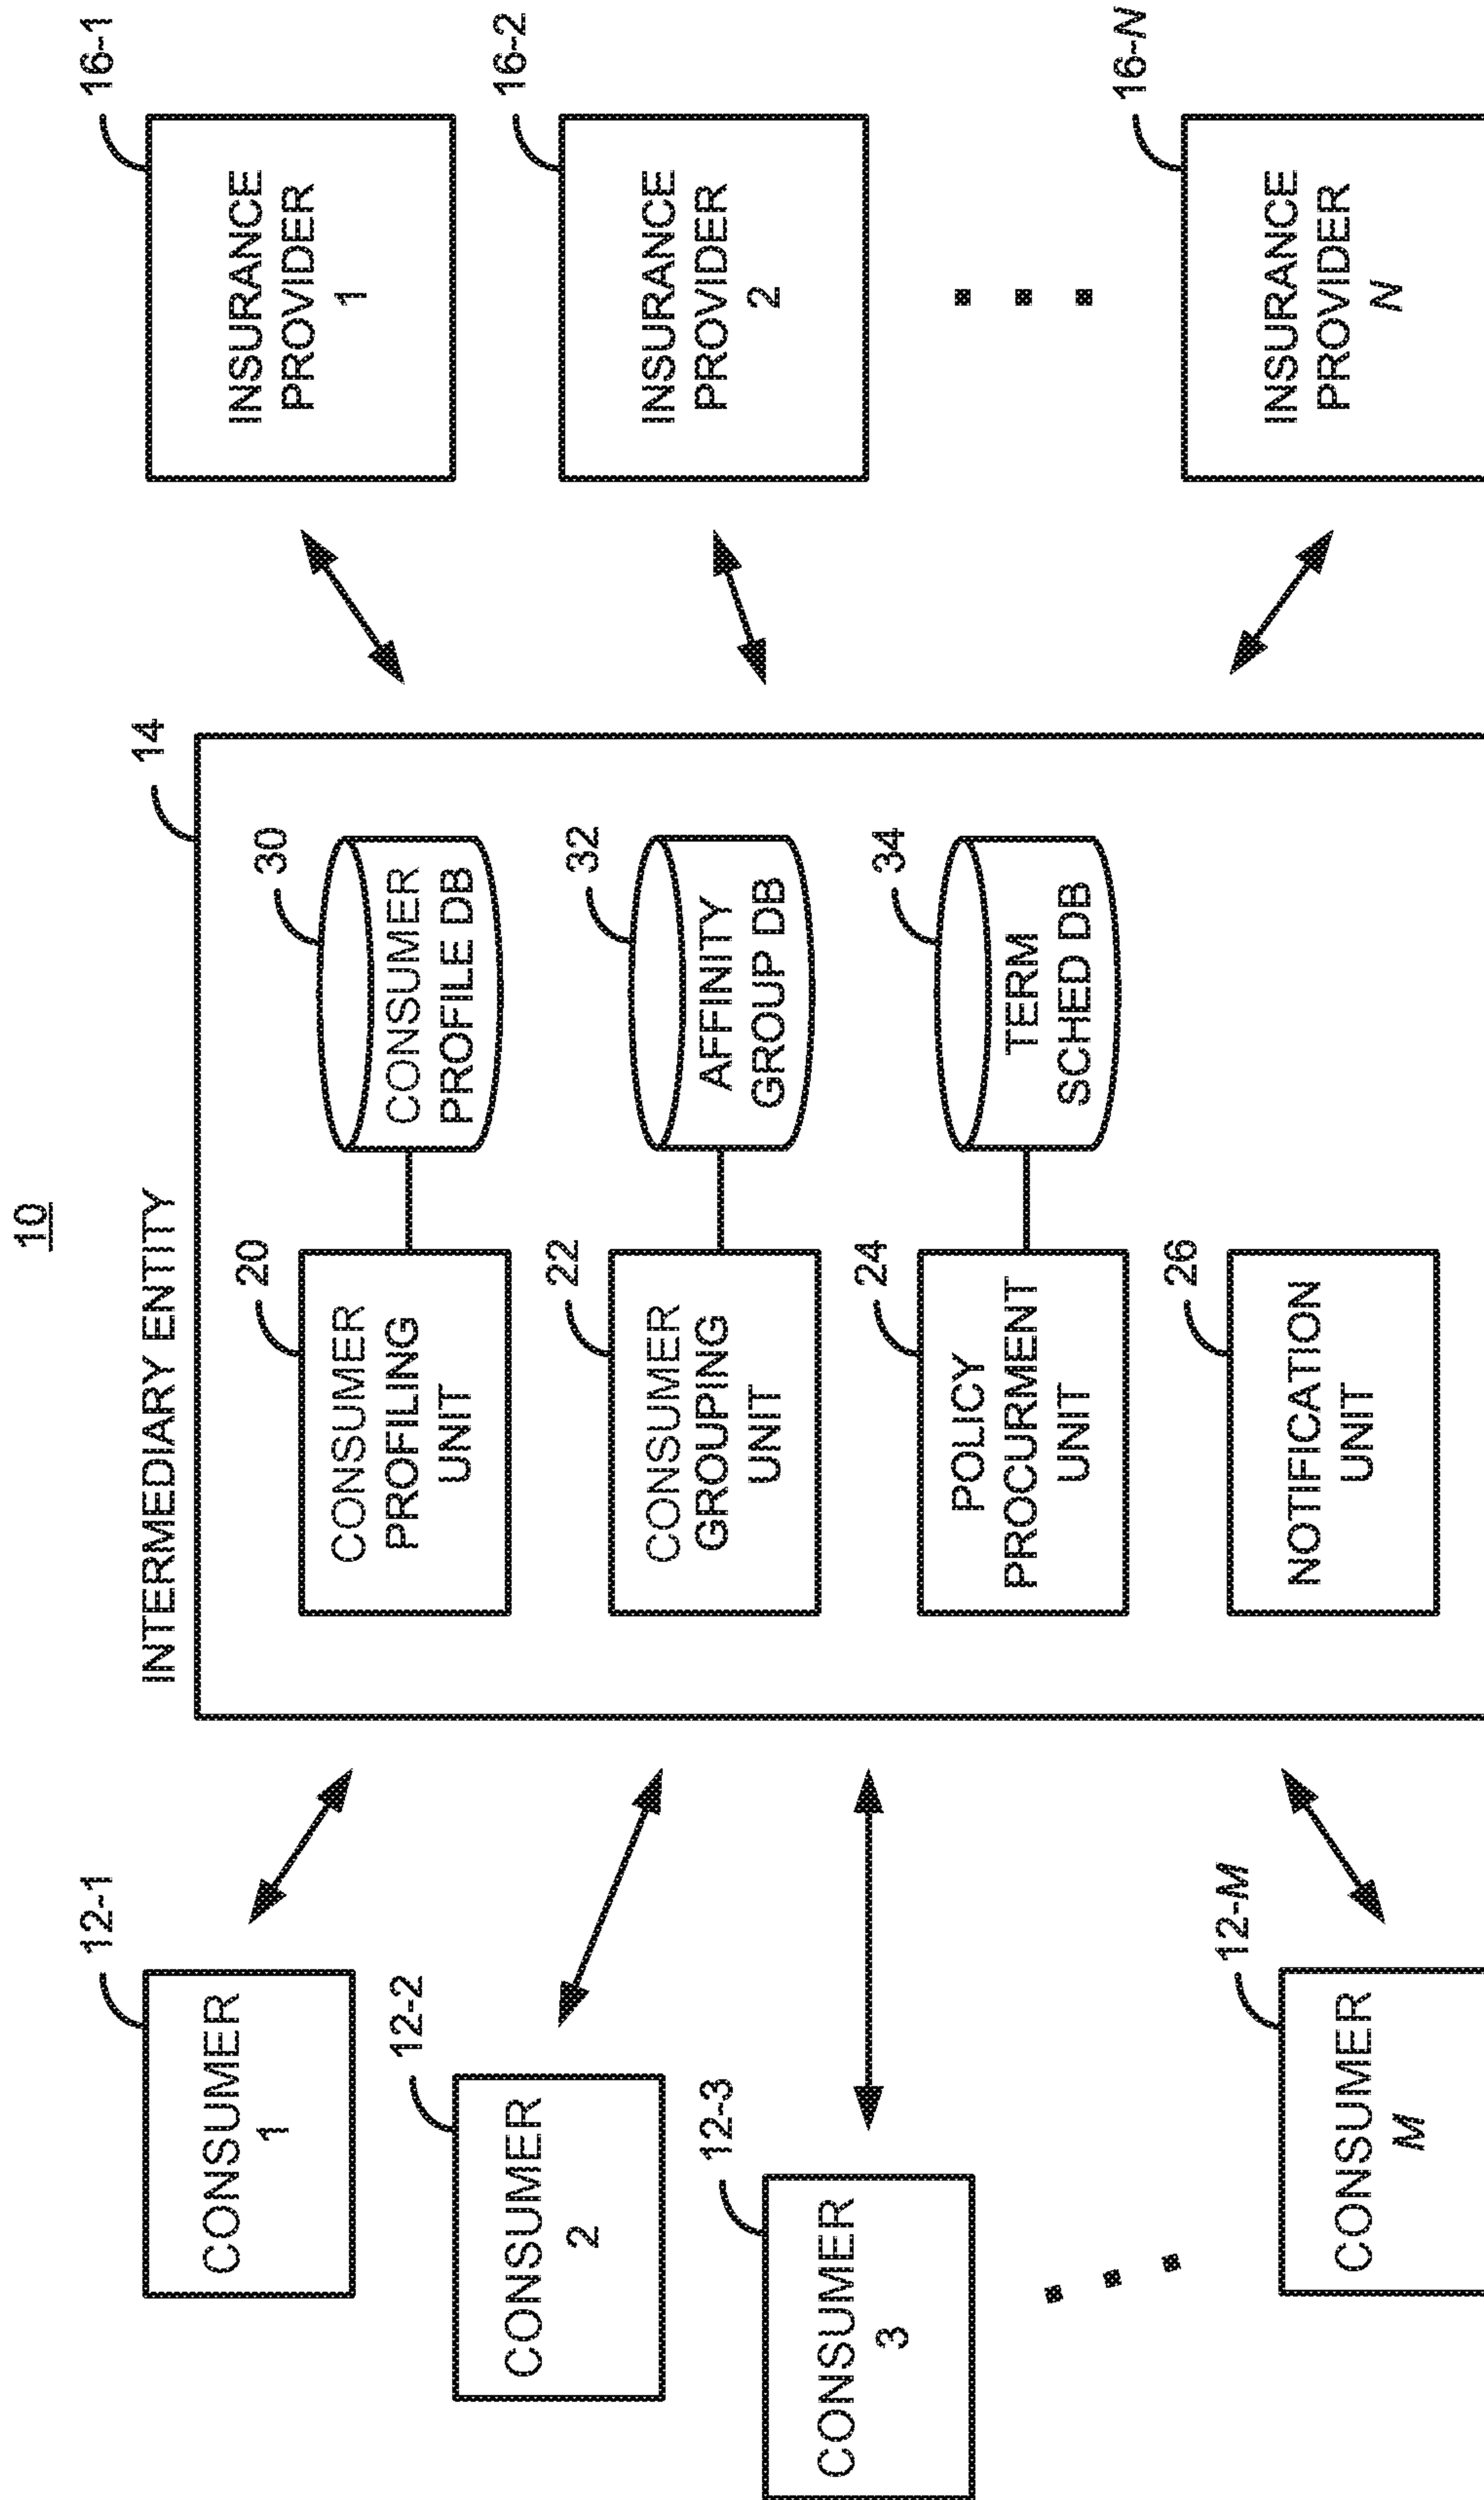 10
12-1
CONSUMER
1
12-2
CONSUMER
2
12-3
CONSUMER
3
12-M
CONSUMER
M
INTERMEDIARY ENTITY
14
20
CONSUMER
PROFILING
UNIT
30
CONSUMER
PROFILE DB
22
CONSUMER
GROUPING
UNIT
32
AFFINITY
GROUP DB
24
POLICY
PROCURMENT
UNIT
34
TERM
SCHED DB
26
NOTIFICATION
UNIT
16-1
INSURANCE
PROVIDER
1
16-2
INSURANCE
PROVIDER
2
16-N
INSURANCE
PROVIDER
N